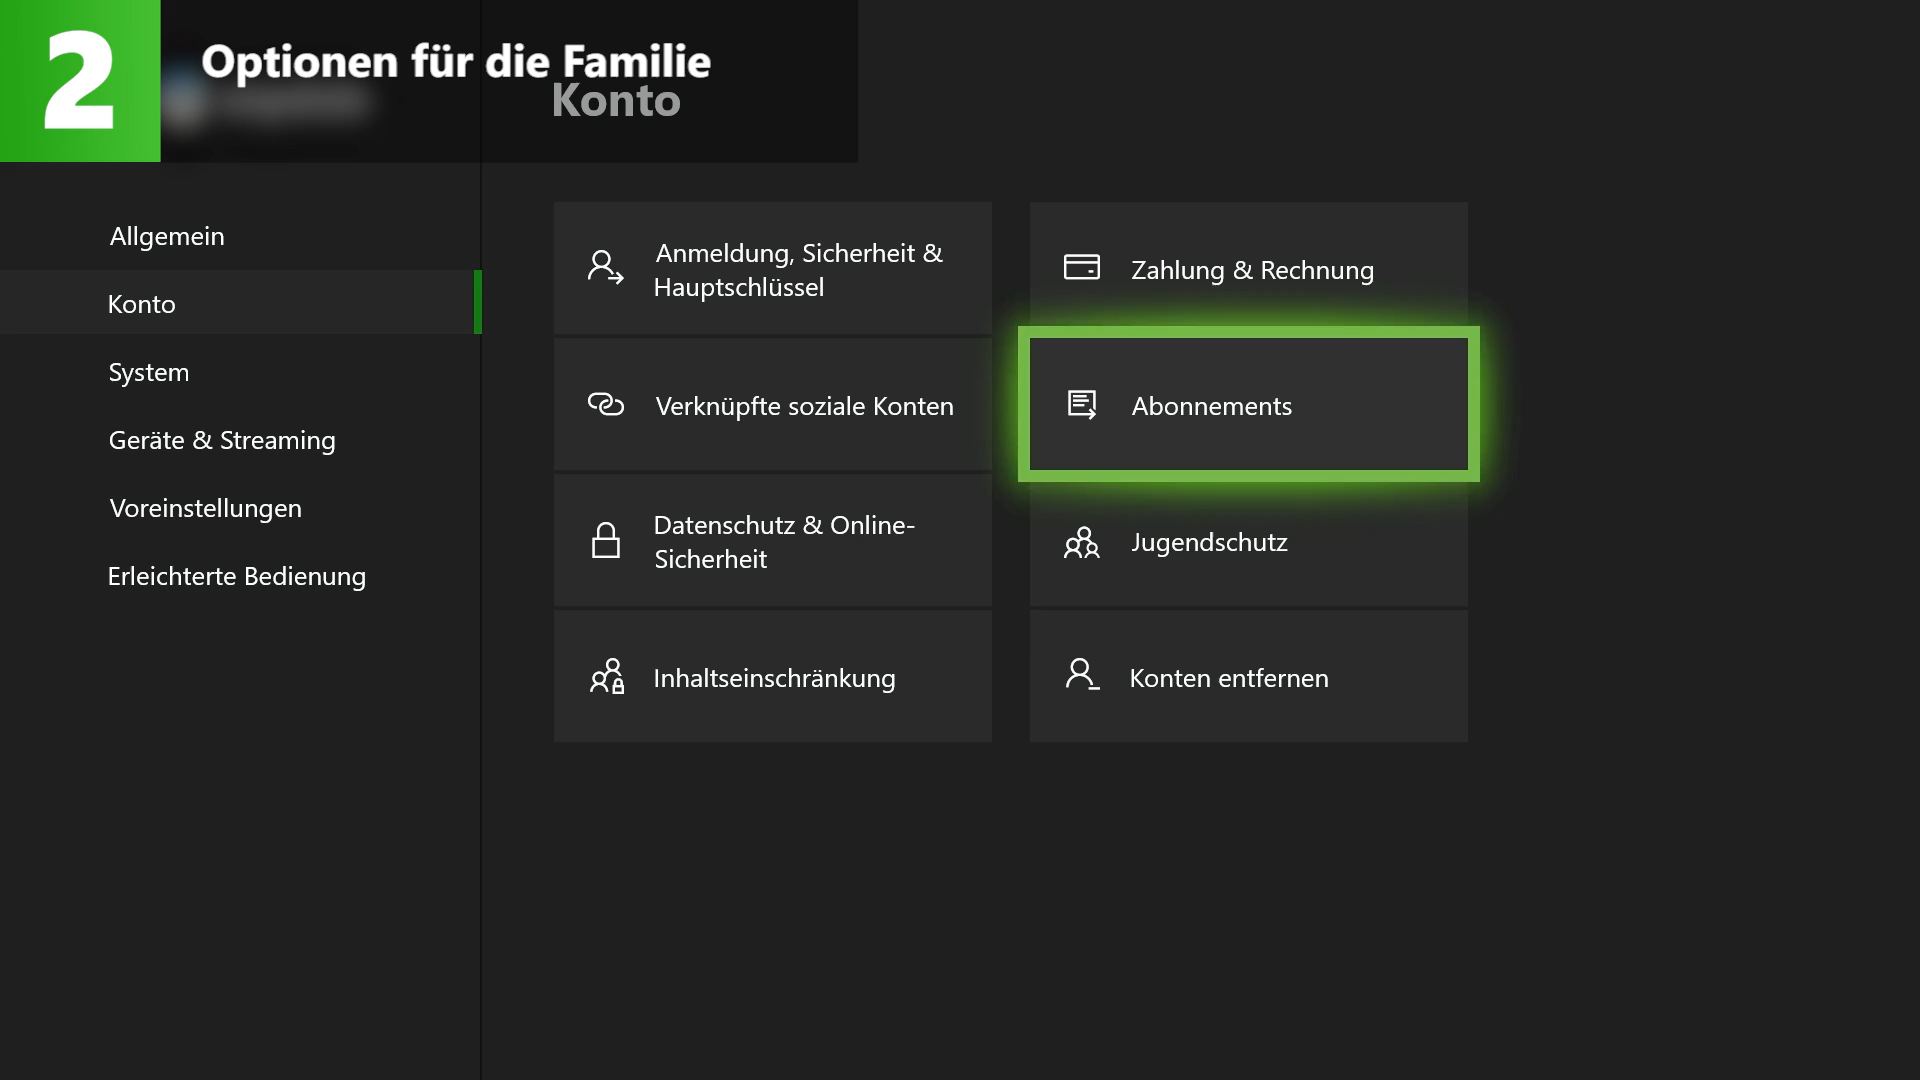 2
Optionen für die Familie
Konto
Allgemein
Konto
System
Geräte & Streaming
Voreinstellungen
Erleichterte Bedienung
Anmeldung, Sicherheit &
Hauptschlüssel
Verknüpfte soziale Konten
Datenschutz & Online-
Sicherheit
Inhaltseinschränkung
Zahlung & Rechnung
Abonnements
Jugendschutz
Konten entfernen